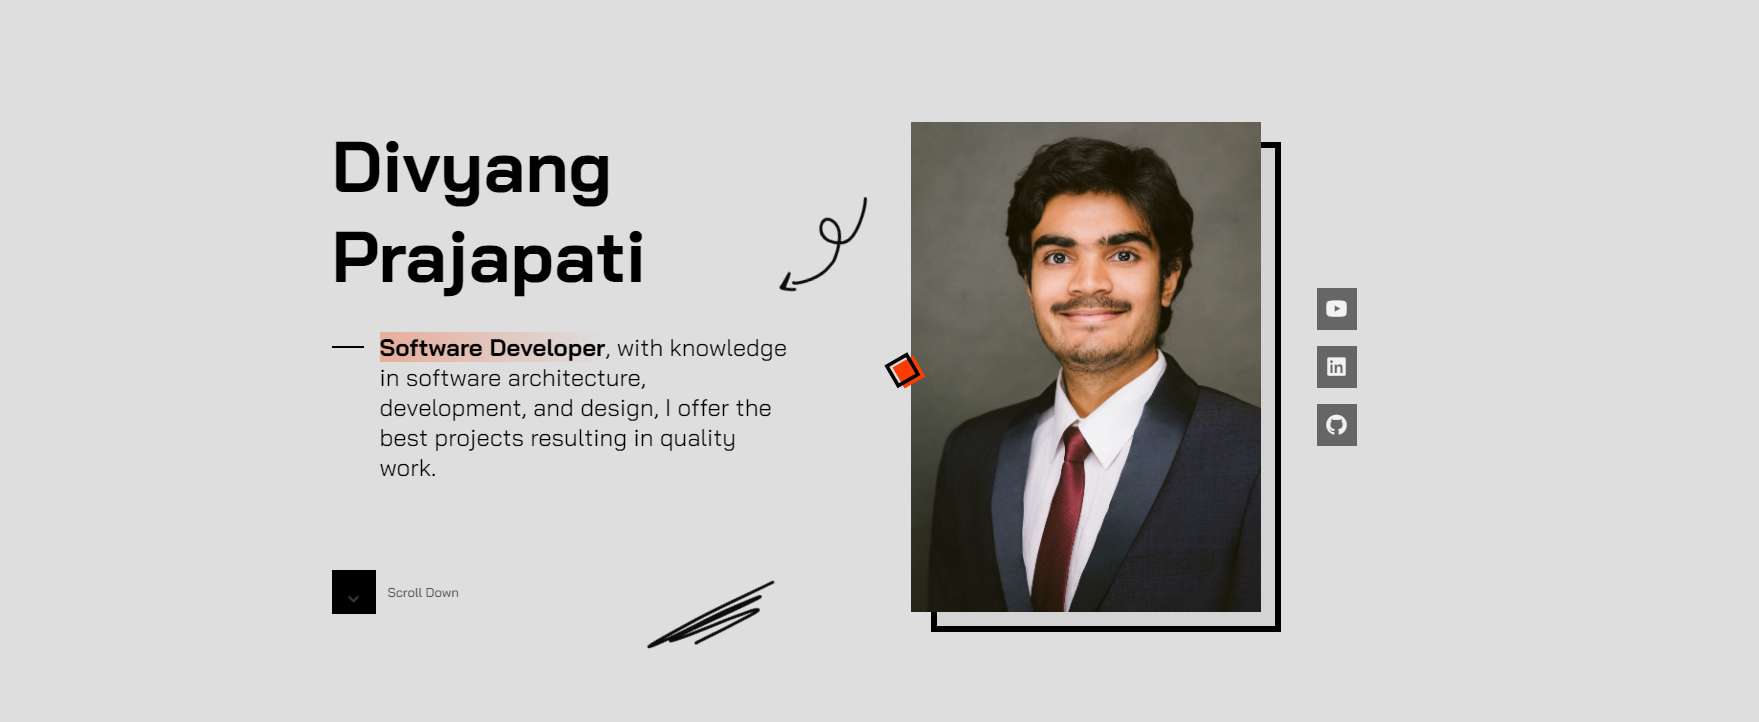 Divyang
Prajapati
Software Developer, with knowledge
in software architecture,
development, and design, I offer the
best projects resulting in quality
work.
Scroll Down